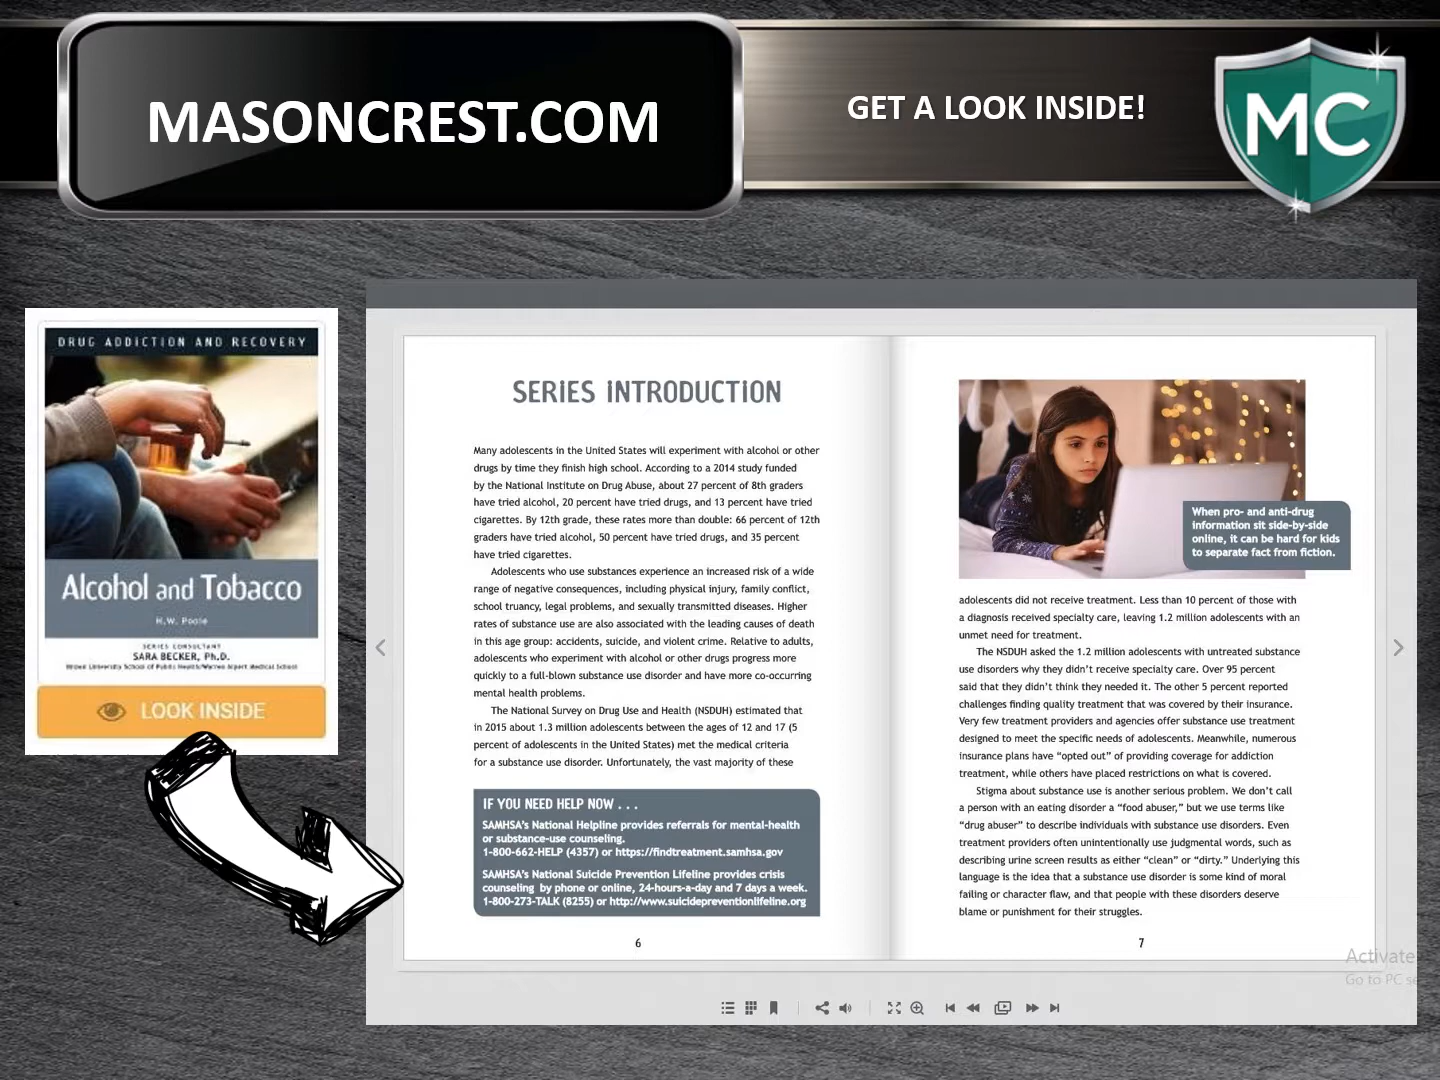 MASONCREST.COM
GET A LOOK INSIDE!
MC
DRUG ADDICTION AND RECOVERY
Alcohol and Tobacco
H.W. Poole
SERIES CONSULTANT
SARA BECKER, Ph.D.
Brown University School of Public Health/Warren Alpert Medical School
LOOK INSIDE
SERIES INTRODUCTION
Many adolescents in the United States will experiment with alcohol or other
drugs by time they finish high school. According to a 2014 study funded
by the National Institute on Drug Abuse, about 27 percent of 8th graders
have tried alcohol, 20 percent have tried drugs, and 13 percent have tried
cigarettes. By 12th grade, these rates more than double: 66 percent of 12th
graders have tried alcohol, 50 percent have tried drugs, and 35 percent
have tried cigarettes.
Adolescents who use substances experience an increased risk of a wide
range of negative consequences, including physical injury, family conflict,
school truancy, legal problems, and sexually transmitted diseases. Higher
rates of substance use are also associated with the leading causes of death
in this age group: accidents, suicide, and violent crime. Relative to adults,
adolescents who experiment with alcohol or other drugs progress more
quickly to a full-blown substance use disorder and have more co-occurring
mental health problems.
The National Survey on Drug Use and Health (NSDUH) estimated that
in 2015 about 1.3 million adolescents between the ages of 12 and 17 (5
percent of adolescents in the United States) met the medical criteria
for a substance use disorder. Unfortunately, the vast majority of these
IF YOU NEED HELP NOW . . .
SAMHSA's National Helpline provides referrals for mental-health
or substance-use counseling.
1-800-662-HELP (4357) or https://findtreatment.samhsa.gov
SAMHSA's National Suicide Prevention Lifeline provides crisis
counseling by phone or online, 24-hours-a-day and 7 days a week.
1-800-273-TALK (8255) or http://www.suicidepreventionlifeline.org
6
When pro- and anti-drug
information sit side-by-side
online, it can be hard for kids
to separate fact from fiction.
adolescents did not receive treatment. Less than 10 percent of those with
a diagnosis received specialty care, leaving 1.2 million adolescents with an
unmet need for treatment.
The NSDUH asked the 1.2 million adolescents with untreated substance
use disorders why they didn't receive specialty care. Over 95 percent
said that they didn't think they needed it. The other 5 percent reported
challenges finding quality treatment that was covered by their insurance.
Very few treatment providers and agencies offer substance use treatment
designed to meet the specific needs of adolescents. Meanwhile, numerous
insurance plans have "opted out" of providing coverage for addiction
treatment, while others have placed restrictions on what is covered.
Stigma about substance use is another serious problem. We don't call
a person with an eating disorder a "food abuser," but we use terms like
"drug abuser" to describe individuals with substance use disorders. Even
treatment providers often unintentionally use judgmental words, such as
describing urine screen results as either "clean" or "dirty." Underlying this
language is the idea that a substance use disorder is some kind of moral
failing or character flaw, and that people with these disorders deserve
blame or punishment for their struggles.
7
Activate
Go to PC se